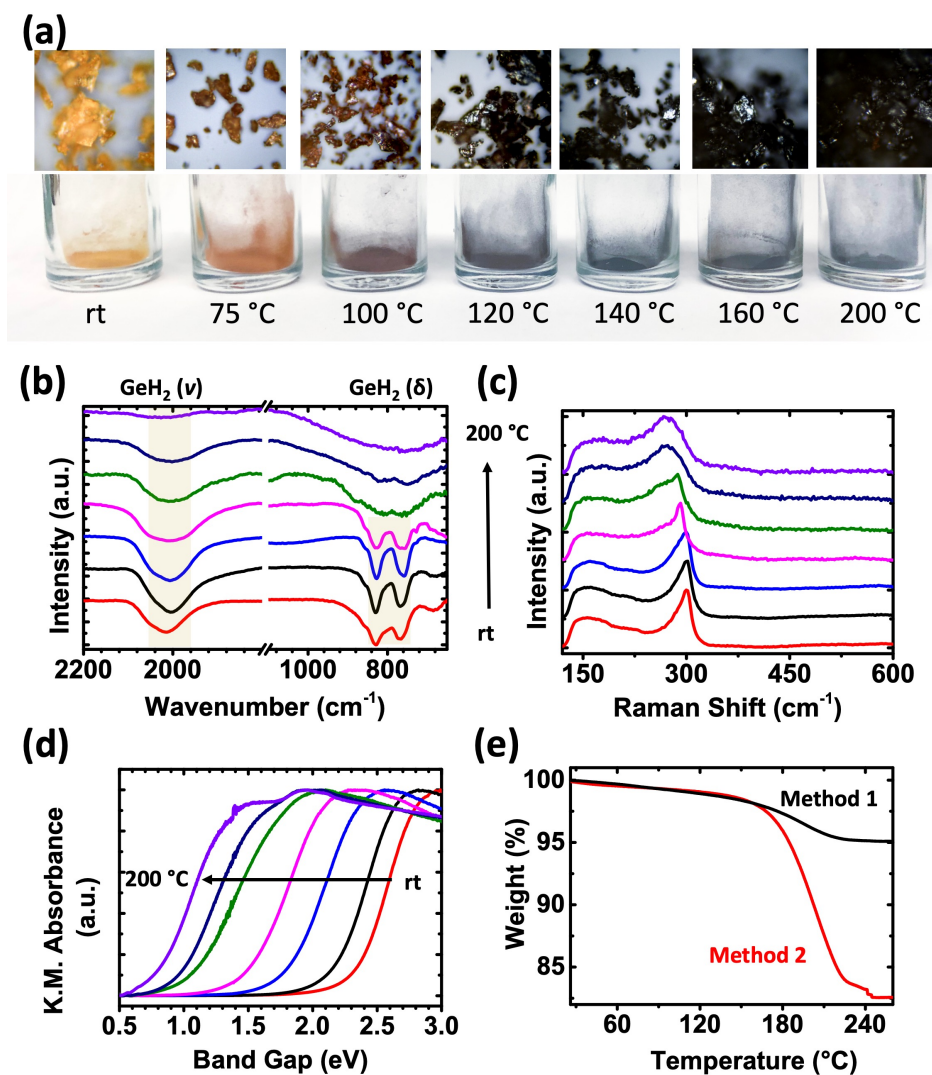 (a)
rt 75 °C 100 °C 120 °C 140 °C 160 °C 200 °C
(b)
GeH2 (ν) GeH2 (δ)
Intensity (a.u.)
2200 2000 1000 800
Wavenumber (cm-1)
200 °C
rt
(c)
Intensity (a.u.)
150 300 450 600
Raman Shift (cm-1)
(d)
K.M. Absorbance
(a.u.)
200 °C rt
0.5 1.0 1.5 2.0 2.5 3.0
Band Gap (eV)
(e)
Weight (%)
100
95
90
85
Method 1
Method 2
60 120 180 240
Temperature (°C)